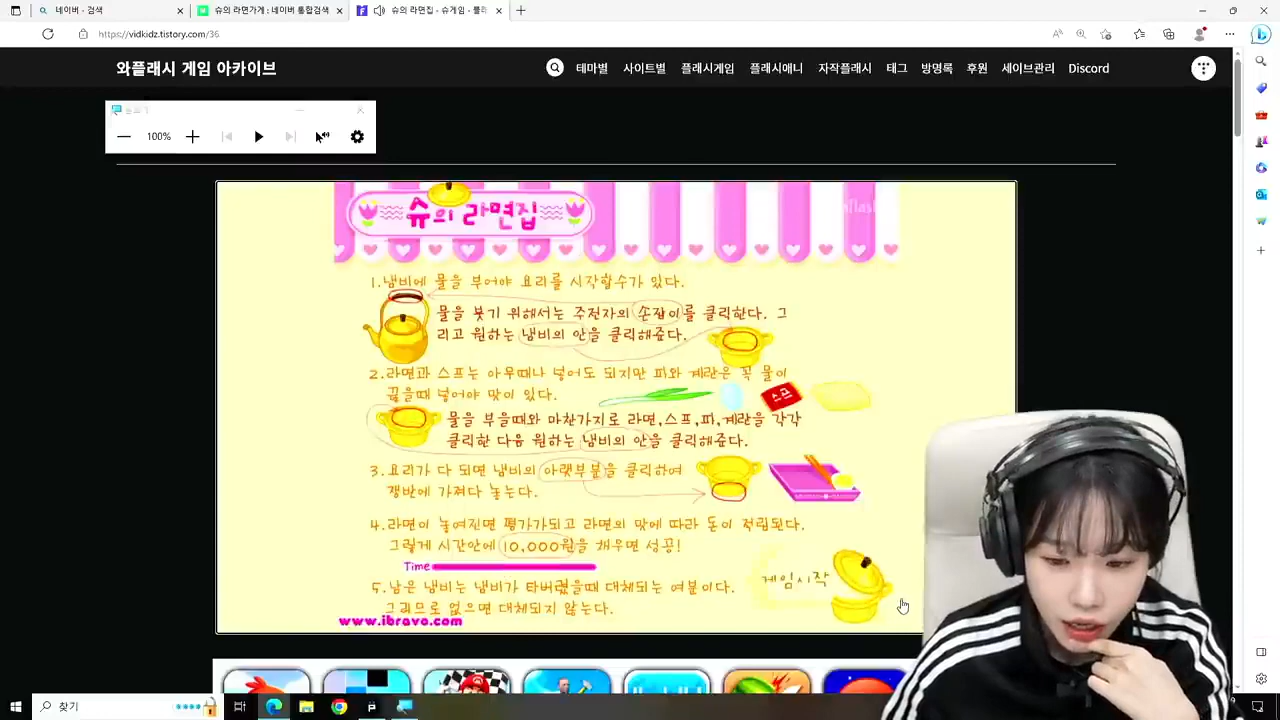 네이버 - 검색
슈의 라면가게 : 네이버 통합검색
슈의 라면집 - 슈게임 - 플래
https://vidkidz.tistory.com/36
와플래시 게임 아카이브
테마별 사이트별 플래시게임 플래시애니 자작플래시 태그 방명록 후원 세이브관리 Discord
100%
슈의 라면집
1.냄비에 물을 부어야 요리를 시작할수가 있다.
물을 붓기 위해서는 주전자의 손잡이를 클릭한다. 그
리고 원하는 냄비의 안을 클릭해준다.
2.라면과 스프는 아무때나 넣어도 되지만 파와 계란은 꼭 물이
끓을때 넣어야 맛이 있다.
스프
물을 부을때와 마찬가지로 라면,스프,파,계란을 각각
클릭한 다음 원하는 냄비의 안을 클릭해준다.
3.요리가 다 되면 냄비의 아랫부분을 클릭하여
쟁반에 가져다 놓는다.
4.라면이 놓여진면 평가가되고 라면의 맛에 따라 돈이 적립된다.
그렇게 시간안에 10,000원을 채우면 성공!
Time
5.남은 냄비는 냄비가 타버렸을때 대체되는 여분이다.
그러므로 없으면 대체되지 않는다.
게임시작
www.ibravo.com
찾기